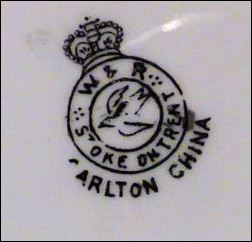 W & R
STOKE ON TRENT
CARLTON CHINA